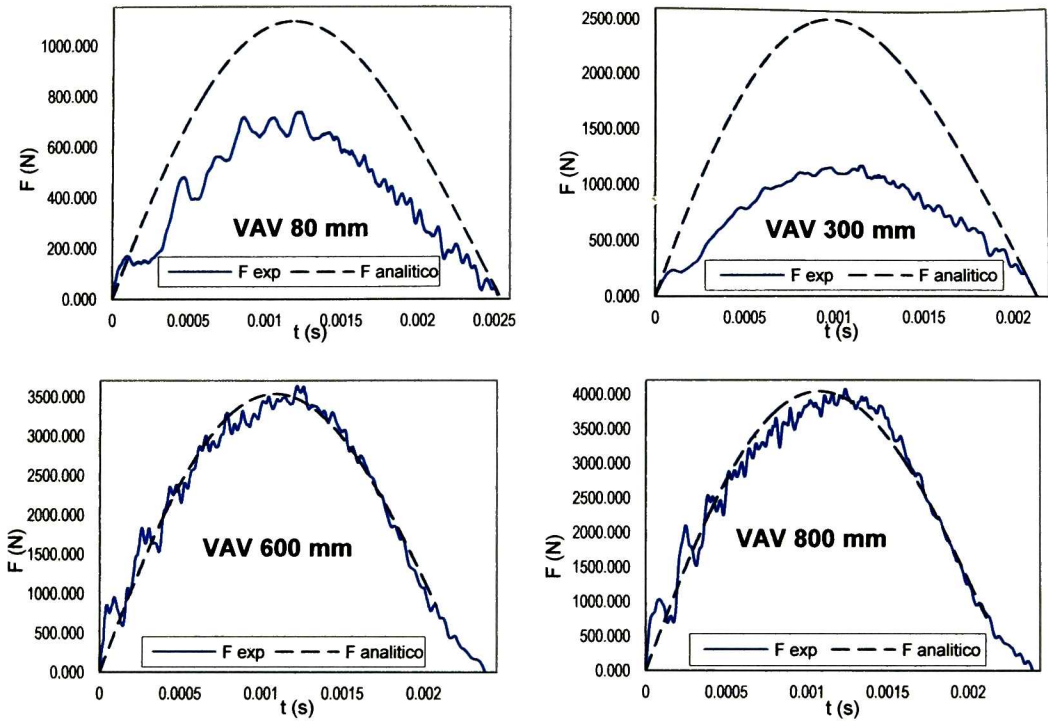 1000.000
800.000
600.000
400.000
200.000
0.000
F (N)
VAV 80 mm
F exp
F analitico
0
0.0005
0.001
0.0015
0.002
0.0025
t (s)
2500.000
2000.000
1500.000
1000.000
500.000
0.000
F (N)
VAV 300 mm
F exp
F analitico
0
0.0005
0.001
0.0015
0.002
t (s)
3500.000
3000.000
2500.000
2000.000
1500.000
1000.000
500.000
0.000
F (N)
VAV 600 mm
F exp
F analitico
0
0.0005
0.001
0.0015
0.002
t (s)
4000.000
3500.000
3000.000
2500.000
2000.000
1500.000
1000.000
500.000
0.000
F (N)
VAV 800 mm
F exp
F analitico
0
0.0005
0.001
0.0015
0.002
t (s)